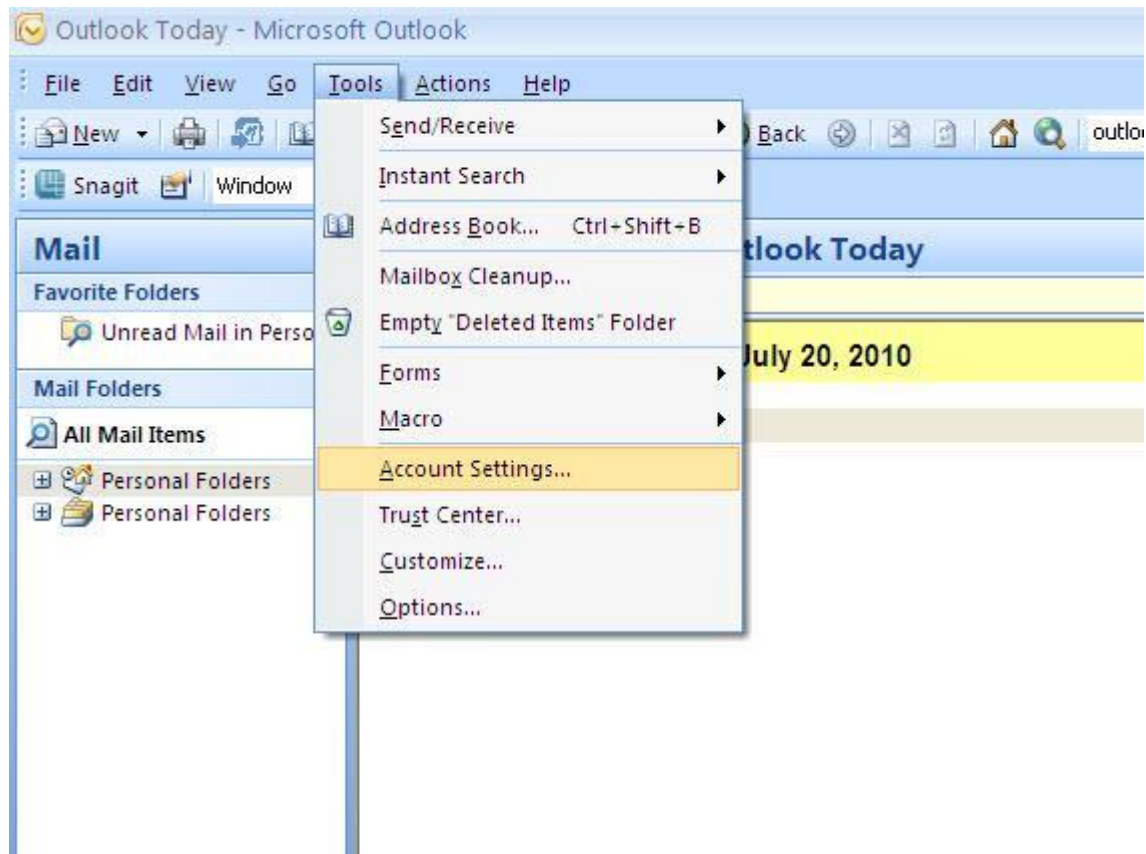 Outlook Today - Microsoft Outlook
File Edit View Go Tools Actions Help
New Back outlo
Snagit Window
Send/Receive
Instant Search
Address Book... Ctrl+Shift+B
Mailbox Cleanup...
Empty "Deleted Items" Folder
Forms
Macro
Account Settings...
Trust Center...
Customize...
Options...
Mail
Favorite Folders
Unread Mail in Perso
Mail Folders
All Mail Items
Personal Folders
Personal Folders
tlook Today
July 20, 2010